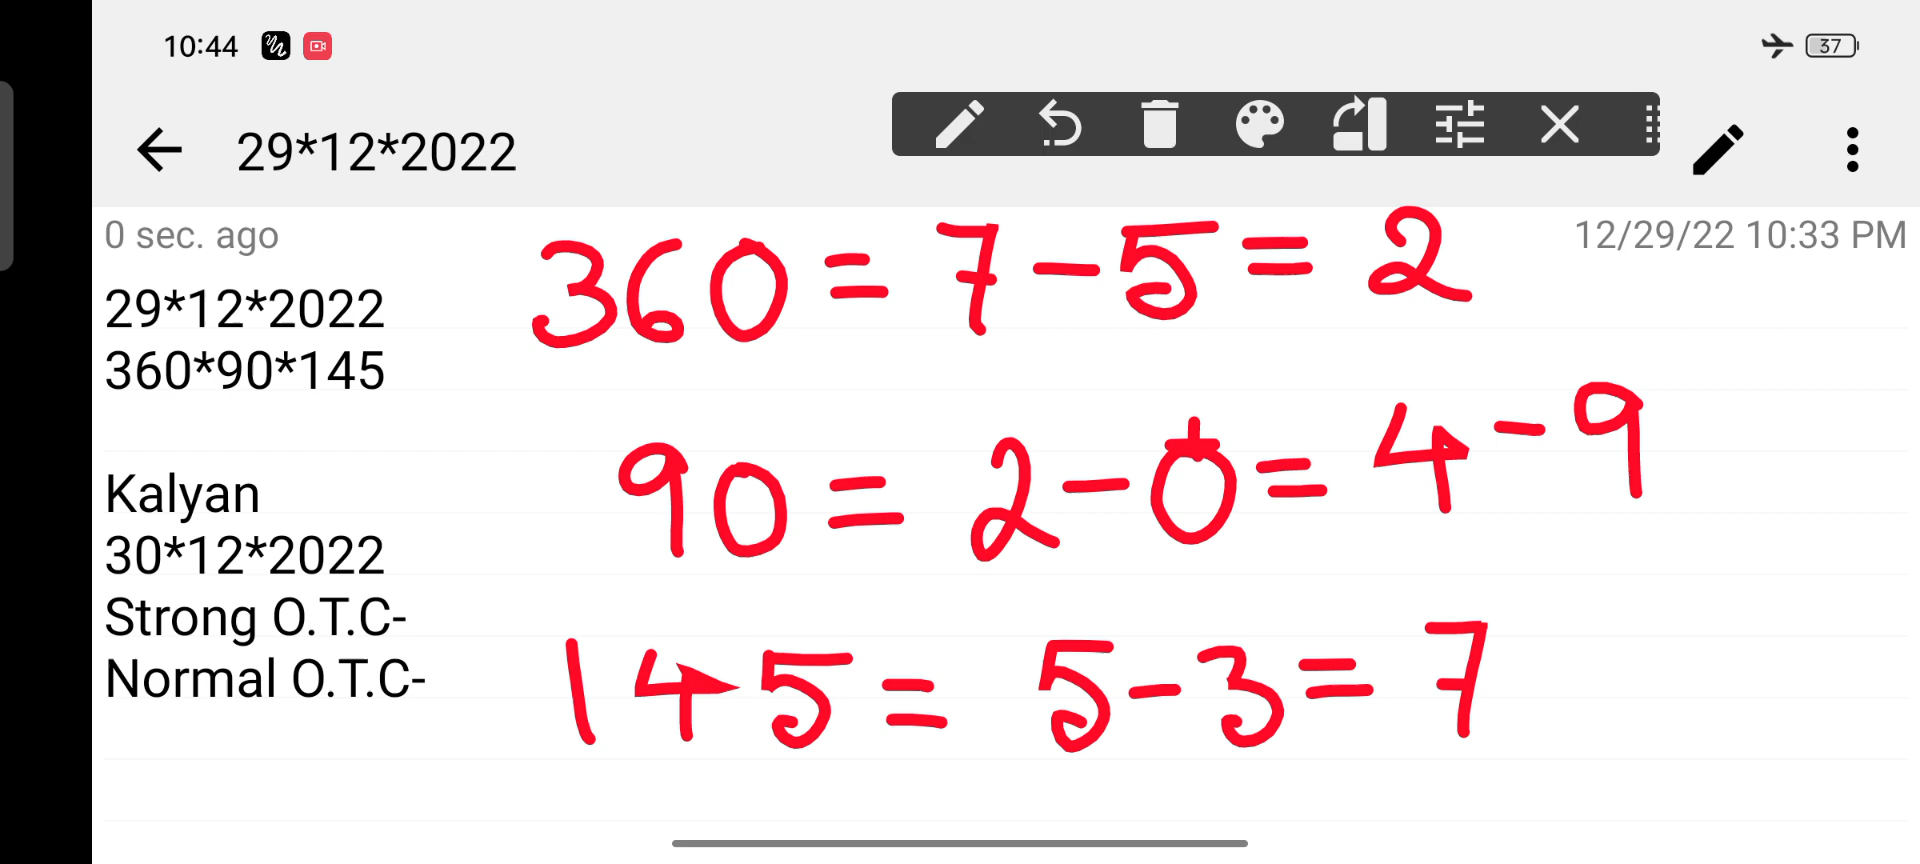 10:44
37
29*12*2022
0 sec. ago
12/29/22 10:33 PM
29*12*2022
360*90*145
Kalyan
30*12*2022
Strong O.T.C-
Normal O.T.C-
360 = 7 - 5 = 2
90 = 2 - 0 = 4 - 9
145 = 5 - 3 = 7